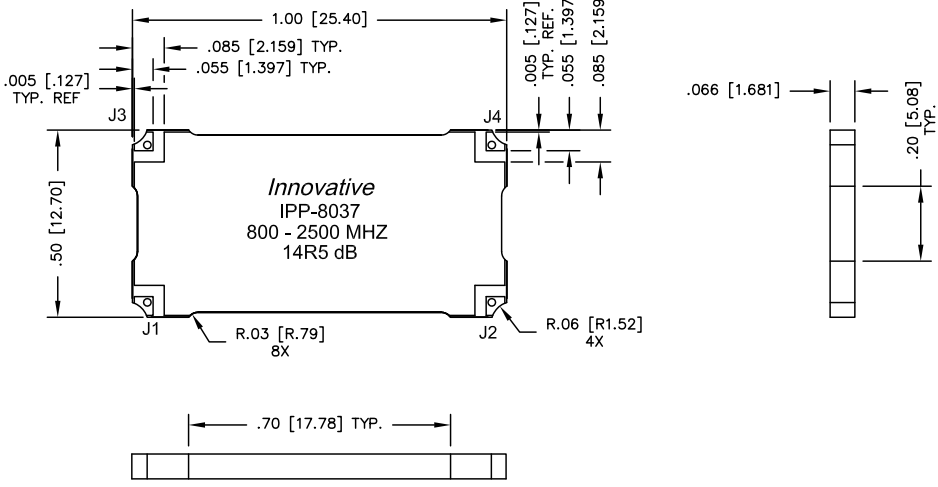 1.00 [25.40]
.085 [2.159] TYP.
.055 [1.397] TYP.
.005 [.127]
TYP. REF
J3
J4
.005 [.127]
TYP. REF.
.055 [1.397]
.085 [2.159]
.50 [12.70]
Innovative
IPP-8037
800 - 2500 MHZ
14R5 dB
J1
J2
R.03 [R.79]
8X
R.06 [R1.52]
4X
.066 [1.681]
.20 [5.08]
TYP.
.70 [17.78] TYP.